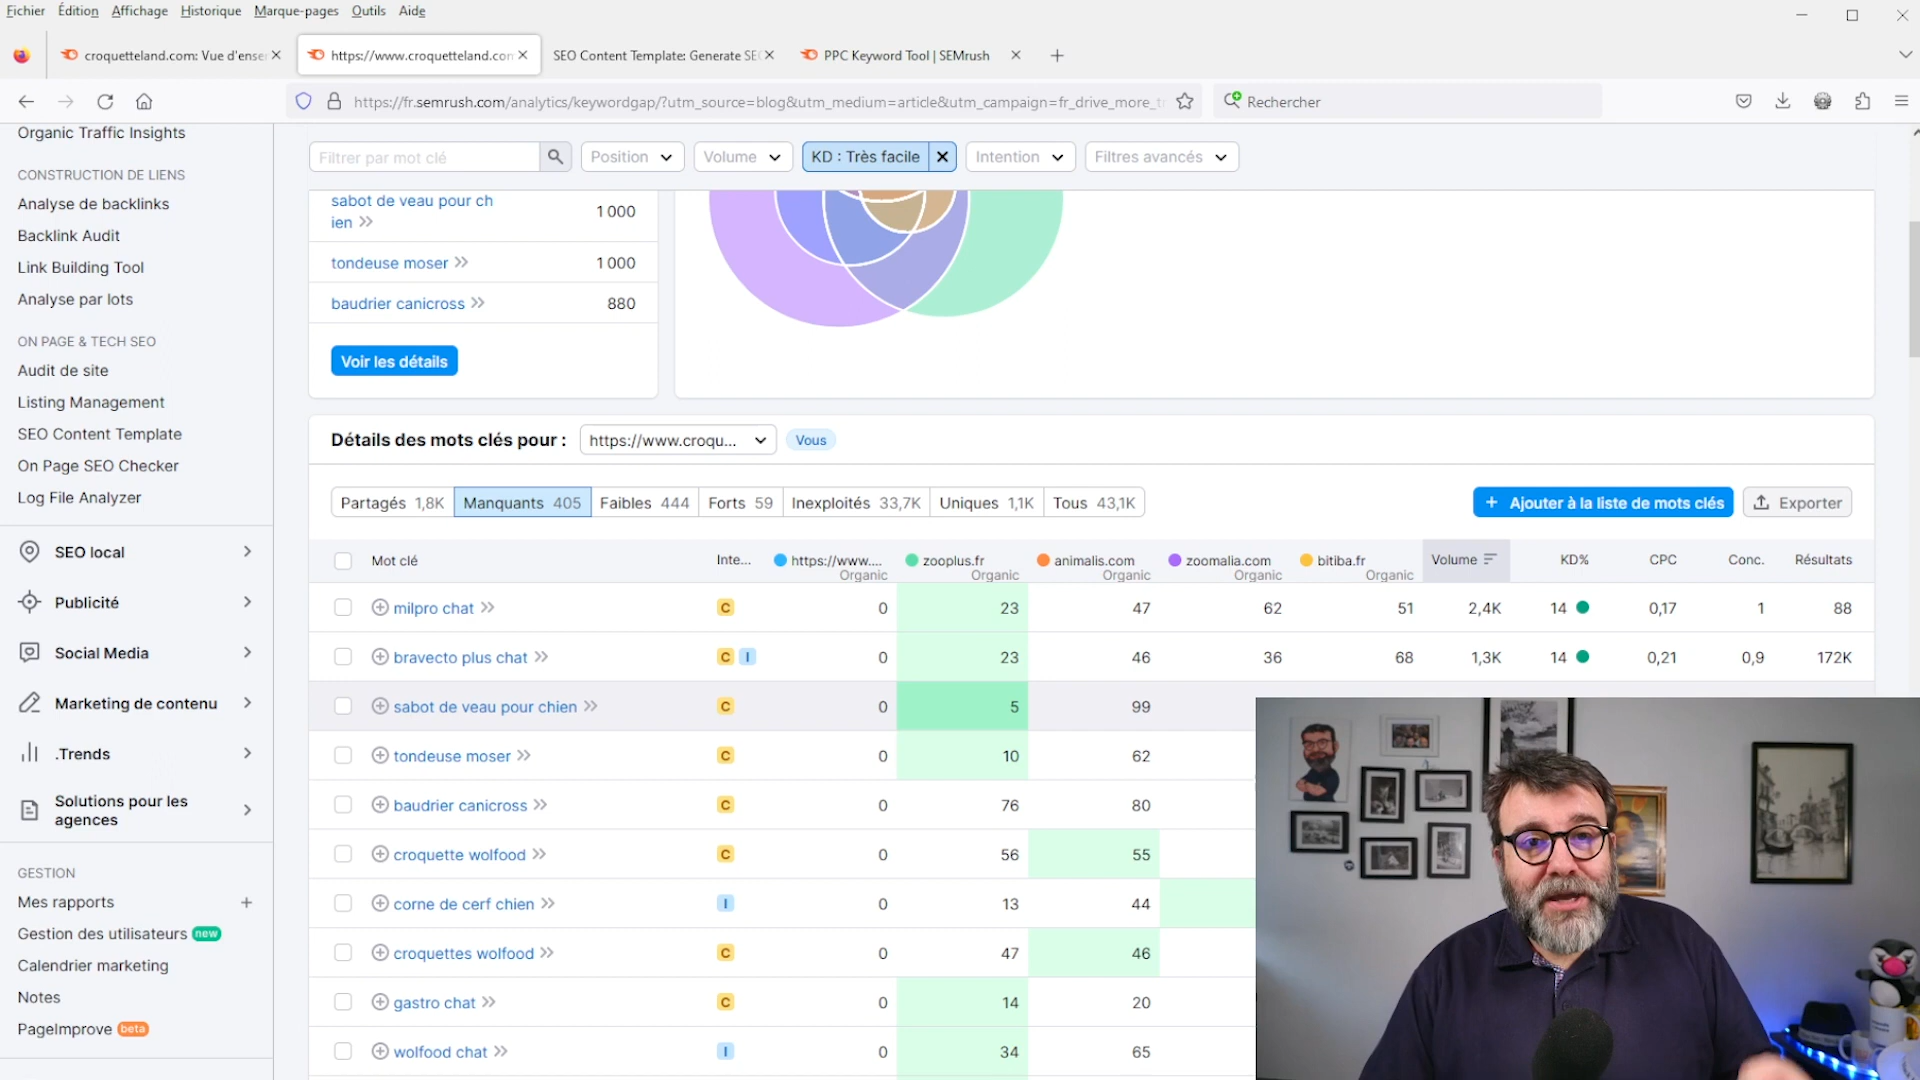 Fichier Édition Affichage Historique Marque-pages Outils Aide
croquetteland.com: Vue d'ense
https://www.croquetteland.com
SEO Content Template: Generate SE
PPC Keyword Tool | SEMrush
https://fr.semrush.com/analytics/keywordgap/?utm_source=blog&utm_medium=article&utm_campaign=fr_drive_more_tr
Rechercher
Organic Traffic Insights
CONSTRUCTION DE LIENS
Analyse de backlinks
Backlink Audit
Link Building Tool
Analyse par lots
ON PAGE & TECH SEO
Audit de site
Listing Management
SEO Content Template
On Page SEO Checker
Log File Analyzer
SEO local
Publicité
Social Media
Marketing de contenu
.Trends
Solutions pour les
agences
GESTION
Mes rapports
Gestion des utilisateurs new
Calendrier marketing
Notes
PageImprove beta
Filtrer par mot clé
Position
Volume
KD : Très facile
Intention
Filtres avancés
sabot de veau pour ch
ien 1 000
tondeuse moser 1 000
baudrier canicross 880
Voir les détails
Détails des mots clés pour : https://www.croqu... Vous
Partagés 1,8K Manquants 405 Faibles 444 Forts 59 Inexploités 33,7K Uniques 1,1K Tous 43,1K
+ Ajouter à la liste de mots clés
Exporter
Mot clé Inte... https://www.... zooplus.fr animalis.com zoomalia.com bitiba.fr Volume KD% CPC Conc. Résultats
Organic Organic Organic Organic Organic
milpro chat C 0 23 47 62 51 2,4K 14 0,17 1 88
bravecto plus chat C I 0 23 46 36 68 1,3K 14 0,21 0,9 172K
sabot de veau pour chien C 0 5 99
tondeuse moser C 0 10 62
baudrier canicross C 0 76 80
croquette wolfood C 0 56 55
corne de cerf chien I 0 13 44
croquettes wolfood C 0 47 46
gastro chat C 0 14 20
wolfood chat I 0 34 65